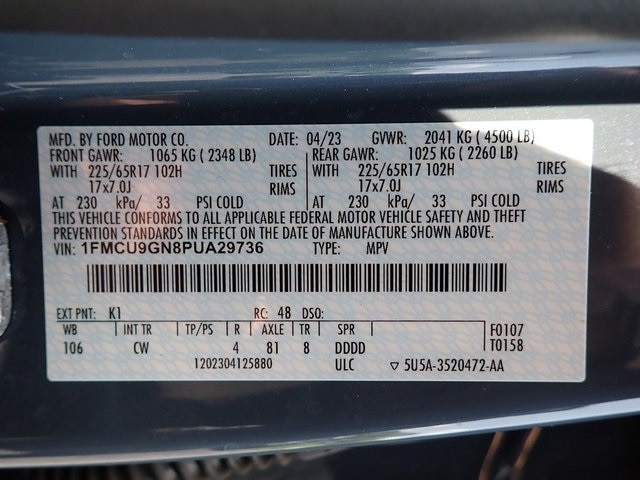 MFD. BY FORD MOTOR CO. DATE: 04/23 GVWR: 2041 KG ( 4500 LB)
FRONT GAWR: 1065 KG ( 2348 LB) REAR GAWR: 1025 KG ( 2260 LB)
WITH 225/65R17 102H TIRES WITH 225/65R17 102H TIRES
17x7.0J RIMS 17x7.0J RIMS
AT 230 kPa/ 33 PSI COLD AT 230 kPa/ 33 PSI COLD
THIS VEHICLE CONFORMS TO ALL APPLICABLE FEDERAL MOTOR VEHICLE SAFETY AND THEFT
PREVENTION STANDARDS IN EFFECT ON THE DATE OF MANUFACTURE SHOWN ABOVE.
VIN: 1FMCU9GN8PUA29736 TYPE: MPV
EXT PNT: K1 RC: 48 DSO:
WB INT TR TP/PS R AXLE TR SPR F0107
106 CW 4 81 8 DDDD T0158
1202304125880 ULC ▽ 5U5A-3520472-AA